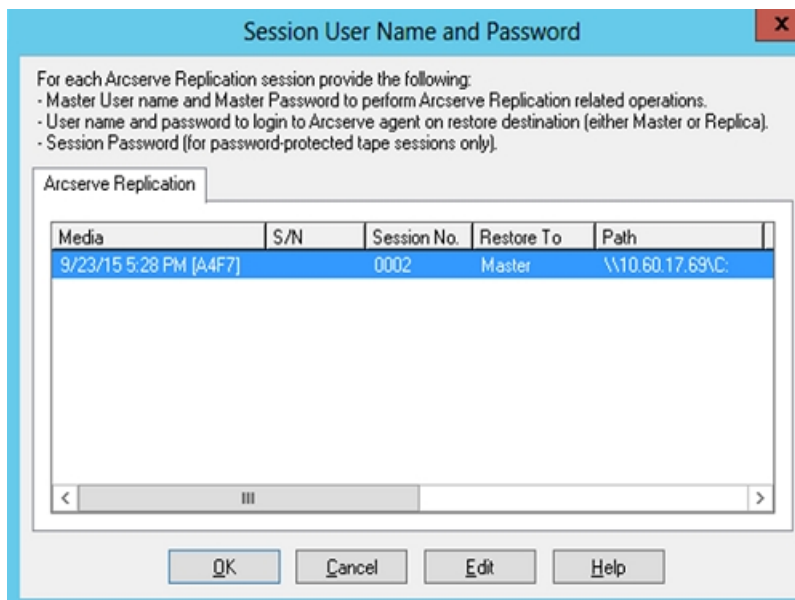 Session User Name and Password
x
For each Arcserve Replication session provide the following:
- Master User name and Master Password to perform Arcserve Replication related operations.
- User name and password to login to Arcserve agent on restore destination (either Master or Replica).
- Session Password (for password-protected tape sessions only).
Arcserve Replication
Media S/N Session No. Restore To Path
9/23/15 5:28 PM [A4F7] 0002 Master \\10.60.17.69\C:
OK Cancel Edit Help